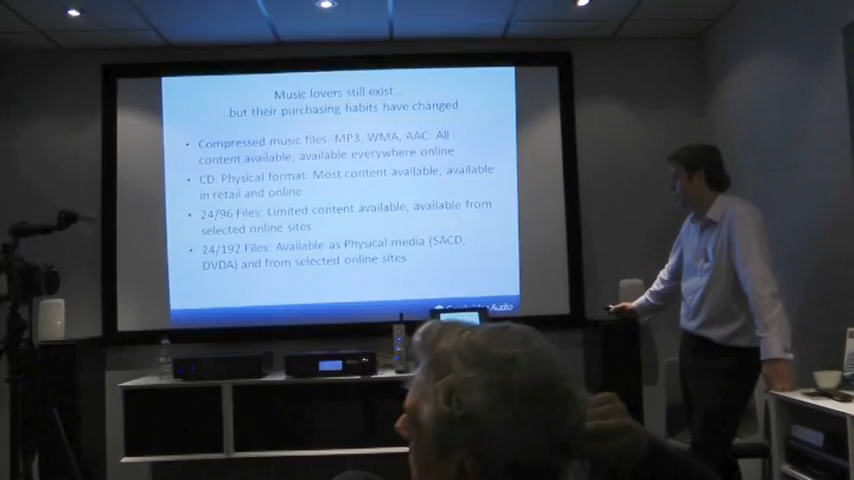 Music lovers still exist...
...but their purchasing habits have changed
• Compressed music files: MP3, WMA, AAC: All
content available, available everywhere online
• CD: Physical format: Most content available, available
in retail and online
• 24/96 Files: Limited content available, available from
selected online sites
• 24/192 Files: Available as Physical media (SACD,
DVDA) and from selected online sites
Cambridge Audio